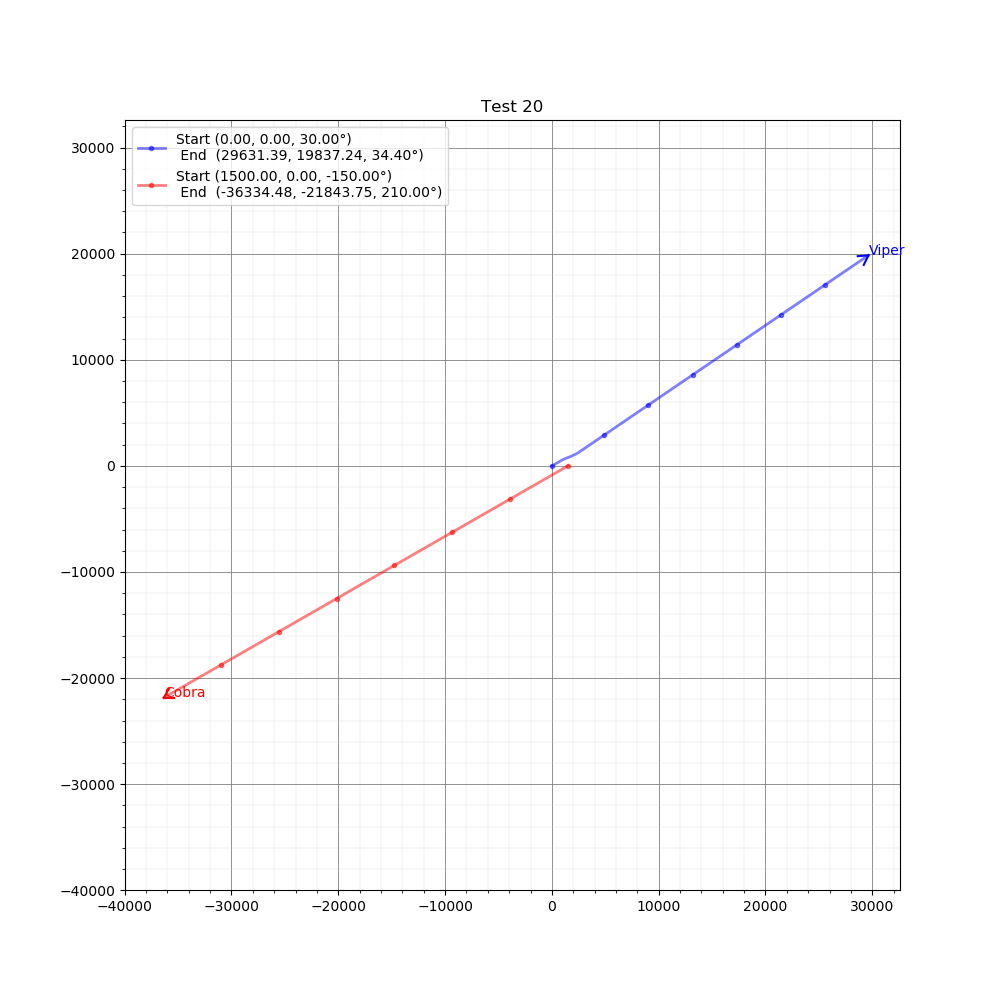 Test 20
Start (0.00, 0.00, 30.00°)
End (29631.39, 19837.24, 34.40°)
Start (1500.00, 0.00, -150.00°)
End (-36334.48, -21843.75, 210.00°)
30000
20000
10000
0
−10000
−20000
−30000
−40000
Viper
Cobra
−40000 −30000 −20000 −10000 0 10000 20000 30000